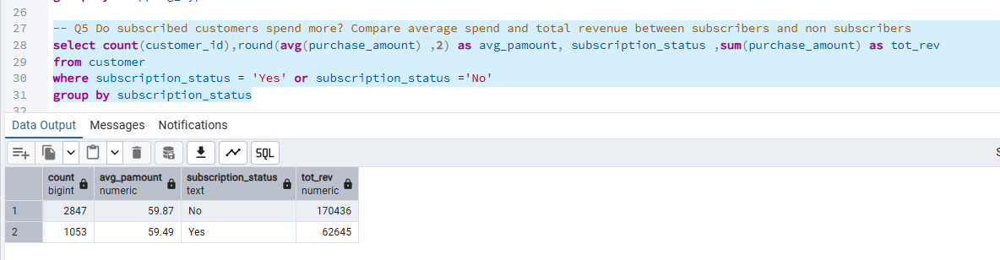 26
27 -- Q5 Do subscribed customers spend more? Compare average spend and total revenue between subscribers and non subscribers
28 select count(customer_id),round(avg(purchase_amount) ,2) as avg_pamount, subscription_status ,sum(purchase_amount) as tot_rev
29 from customer
30 where subscription_status = 'Yes' or subscription_status ='No'
31 group by subscription_status
32
Data Output Messages Notifications
SQL
count avg_pamount subscription_status tot_rev
bigint numeric text numeric
1 2847 59.87 No 170436
2 1053 59.49 Yes 62645